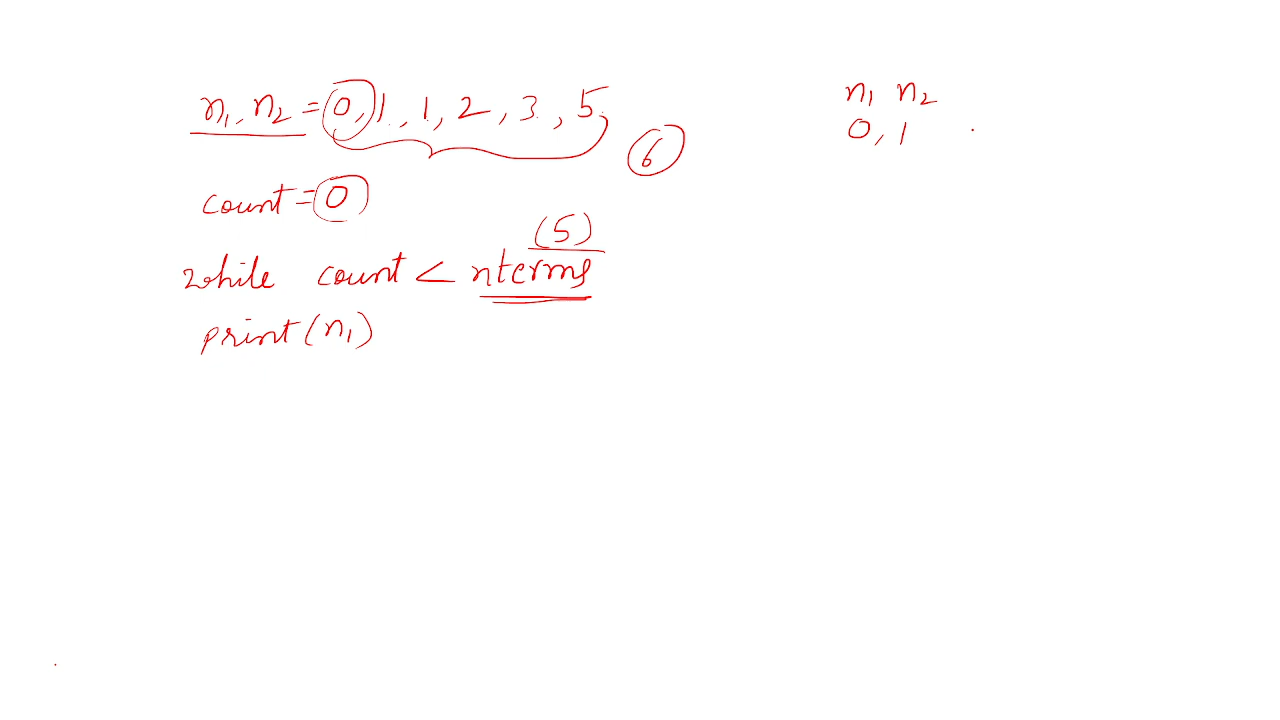 n₁, n₂ = 0, 1, 1, 2, 3, 5,
6
n₁ n₂
0, 1
count = 0
(5)
while count < nterms
print(n₁)